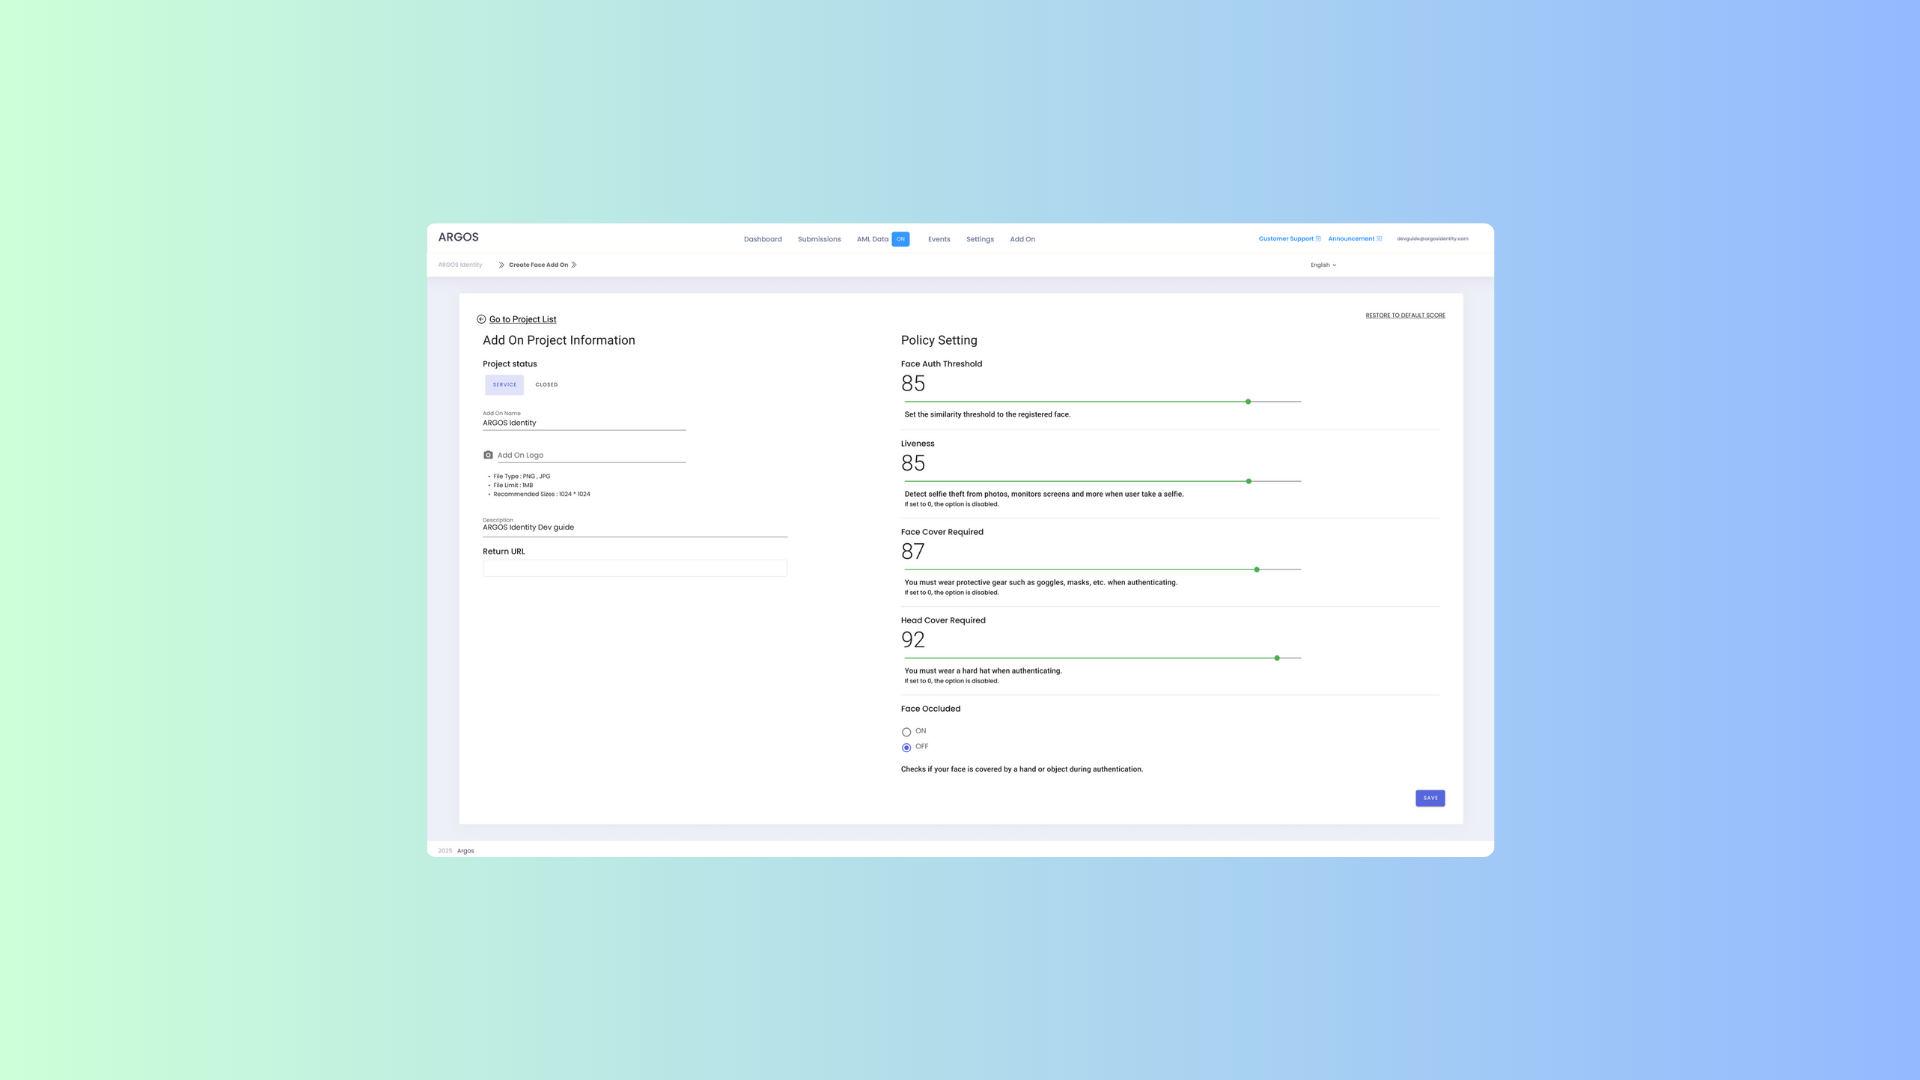 ARGOS
Dashboard Submissions AML Data ON Events Settings Add On
Customer Support Announcement devguide@argosidentity.com
ARGOS Identity Create Face Add On
English
Go to Project List
RESTORE TO DEFAULT SCORE
Add On Project Information
Project status
SERVICE CLOSED
Add On Name
ARGOS Identity
Add On Logo
• File Type : PNG , JPG
• File Limit : 1MB
• Recommended Sizes : 1024 * 1024
Description
ARGOS Identity Dev guide
Return URL
Policy Setting
Face Auth Threshold
85
Set the similarity threshold to the registered face.
Liveness
85
Detect selfie theft from photos, monitors screens and more when user take a selfie.
If set to 0, the option is disabled.
Face Cover Required
87
You must wear protective gear such as goggles, masks, etc. when authenticating.
If set to 0, the option is disabled.
Head Cover Required
92
You must wear a hard hat when authenticating.
If set to 0, the option is disabled.
Face Occluded
ON
OFF
Checks if your face is covered by a hand or object during authentication.
SAVE
2025 Argos